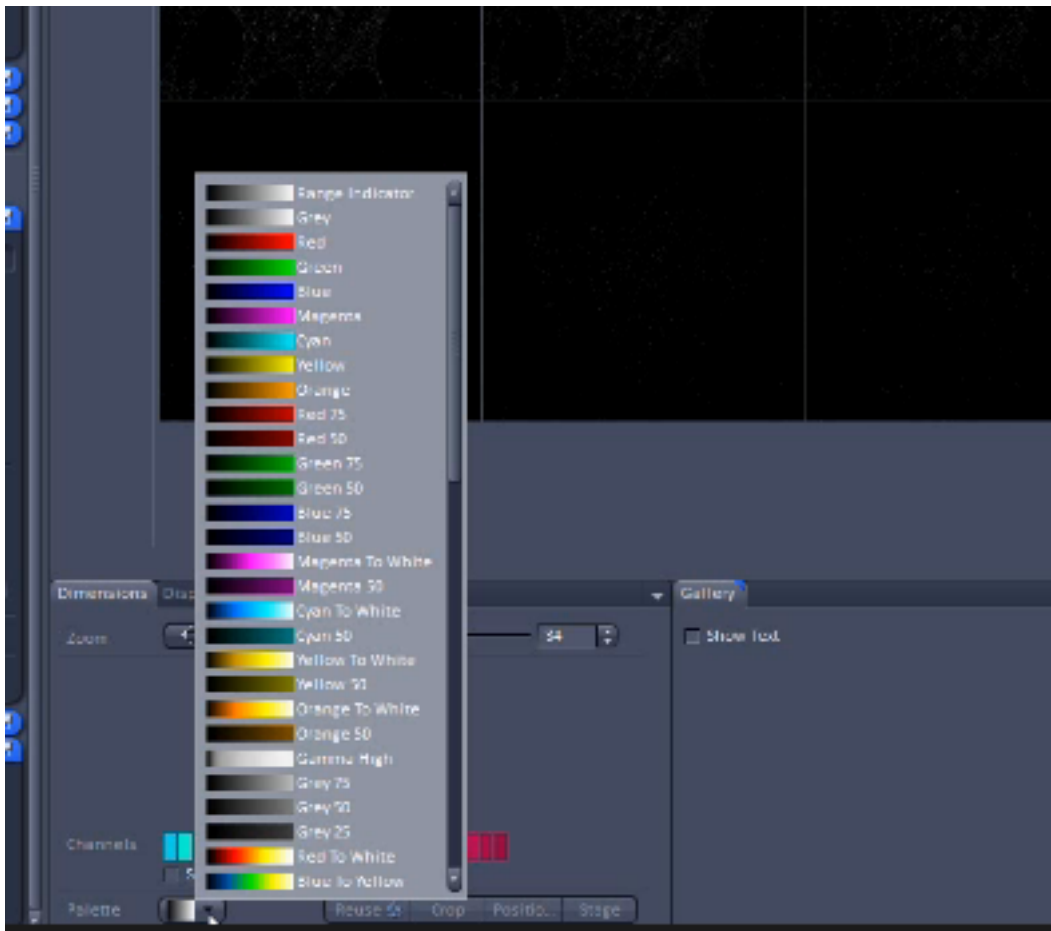 Range Indicator
Grey
Red
Green
Blue
Magenta
Cyan
Yellow
Orange
Red 75
Red 50
Green 75
Green 50
Blue 75
Blue 50
Magenta To White
Magenta 50
Cyan To White
Cyan 50
Yellow To White
Yellow 50
Orange To White
Orange 50
Gamma High
Grey 75
Grey 50
Grey 25
Red To White
Blue To Yellow
Dimensions Disp
Zoom 34
Channels
S
Palette Reuse Crop Positio... Stage
Gallery
Show Text